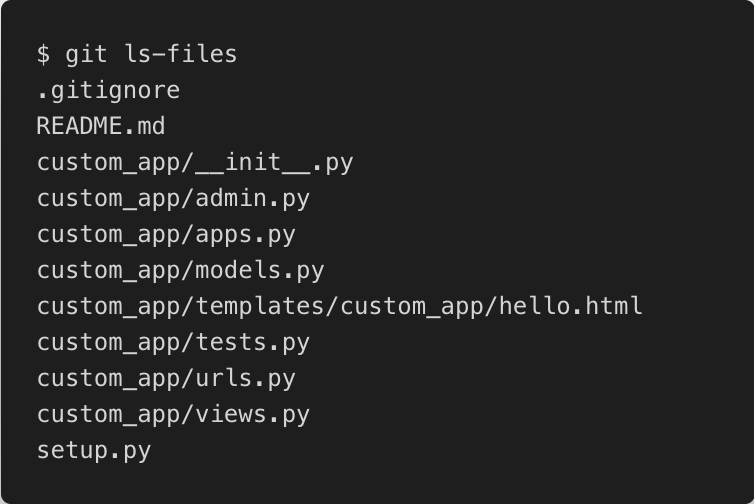 $ git ls-files
.gitignore
README.md
custom_app/__init__.py
custom_app/admin.py
custom_app/apps.py
custom_app/models.py
custom_app/templates/custom_app/hello.html
custom_app/tests.py
custom_app/urls.py
custom_app/views.py
setup.py